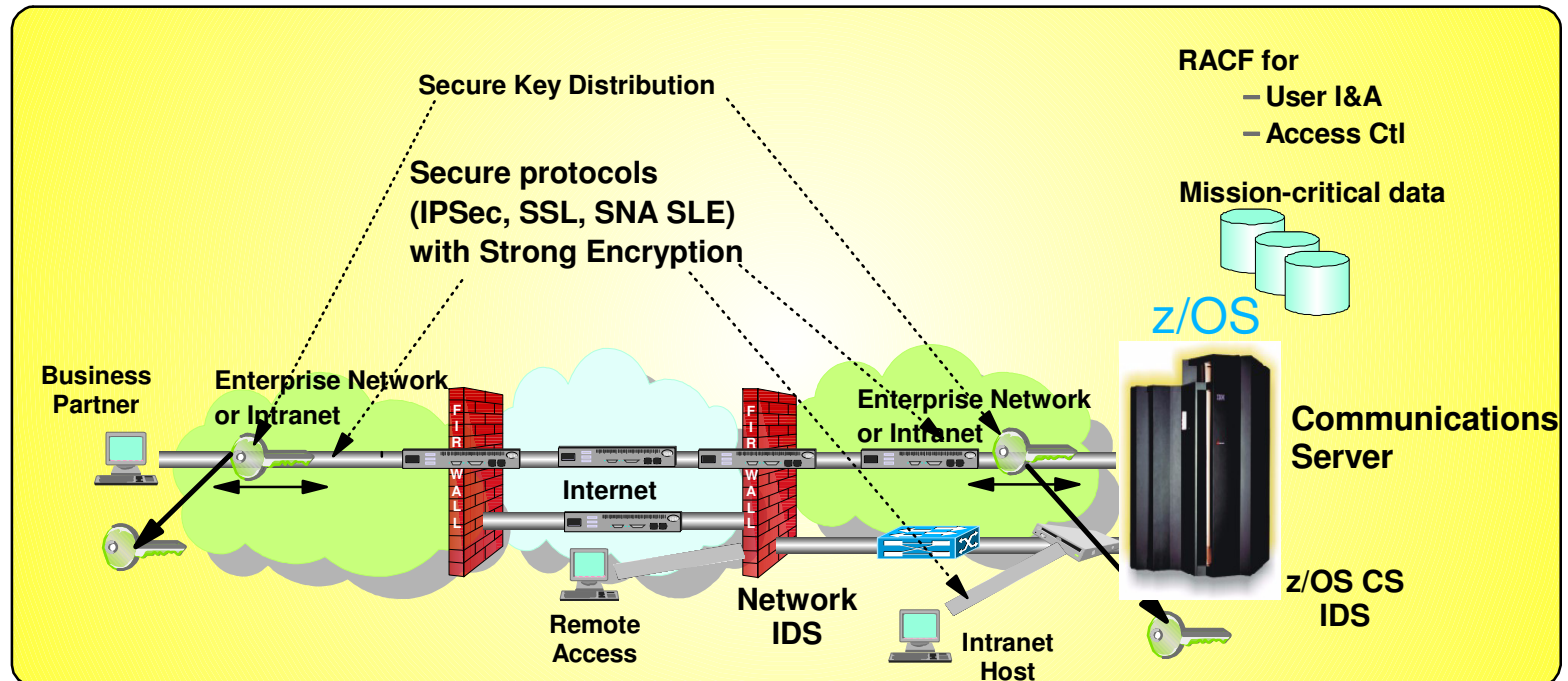 Secure Key Distribution
RACF for
– User I&A
– Access Ctl
Secure protocols
(IPSec, SSL, SNA SLE)
with Strong Encryption
Mission-critical data
z/OS
Business
Partner
Enterprise Network
or Intranet
FIREWALL
Internet
FIREWALL
Enterprise Network
or Intranet
Communications
Server
Remote
Access
Network
IDS
Intranet
Host
z/OS CS
IDS